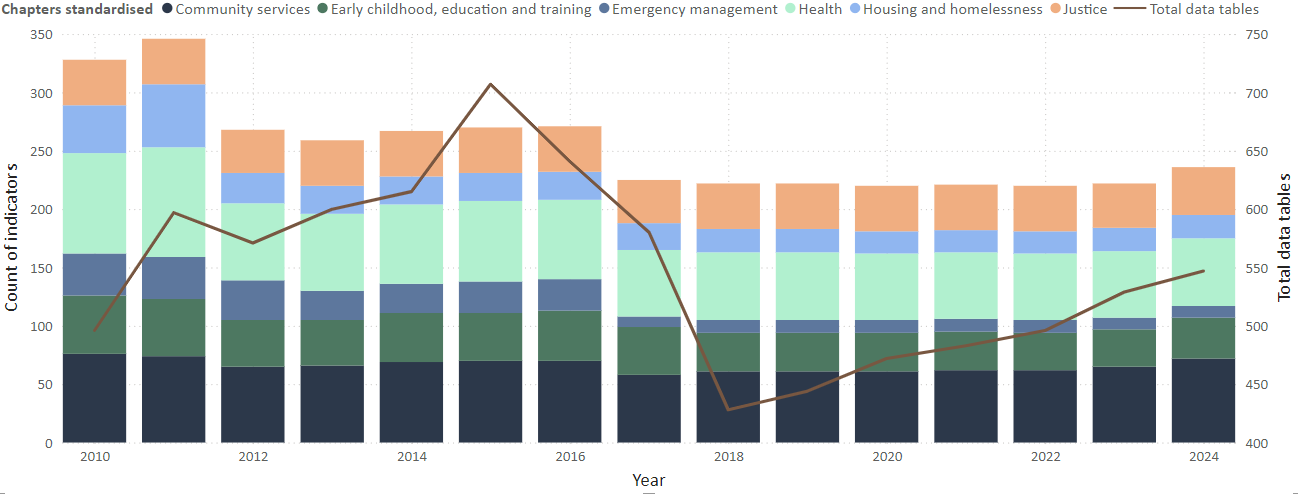 Chapters standardised Community services Early childhood, education and training Emergency management Health Housing and homelessness Justice Total data tables
350 750
300 700
250 650
200 600
150 550
100 500
50 450
0 400
Count of indicators
Total data tables
2010 2012 2014 2016 2018 2020 2022 2024
Year